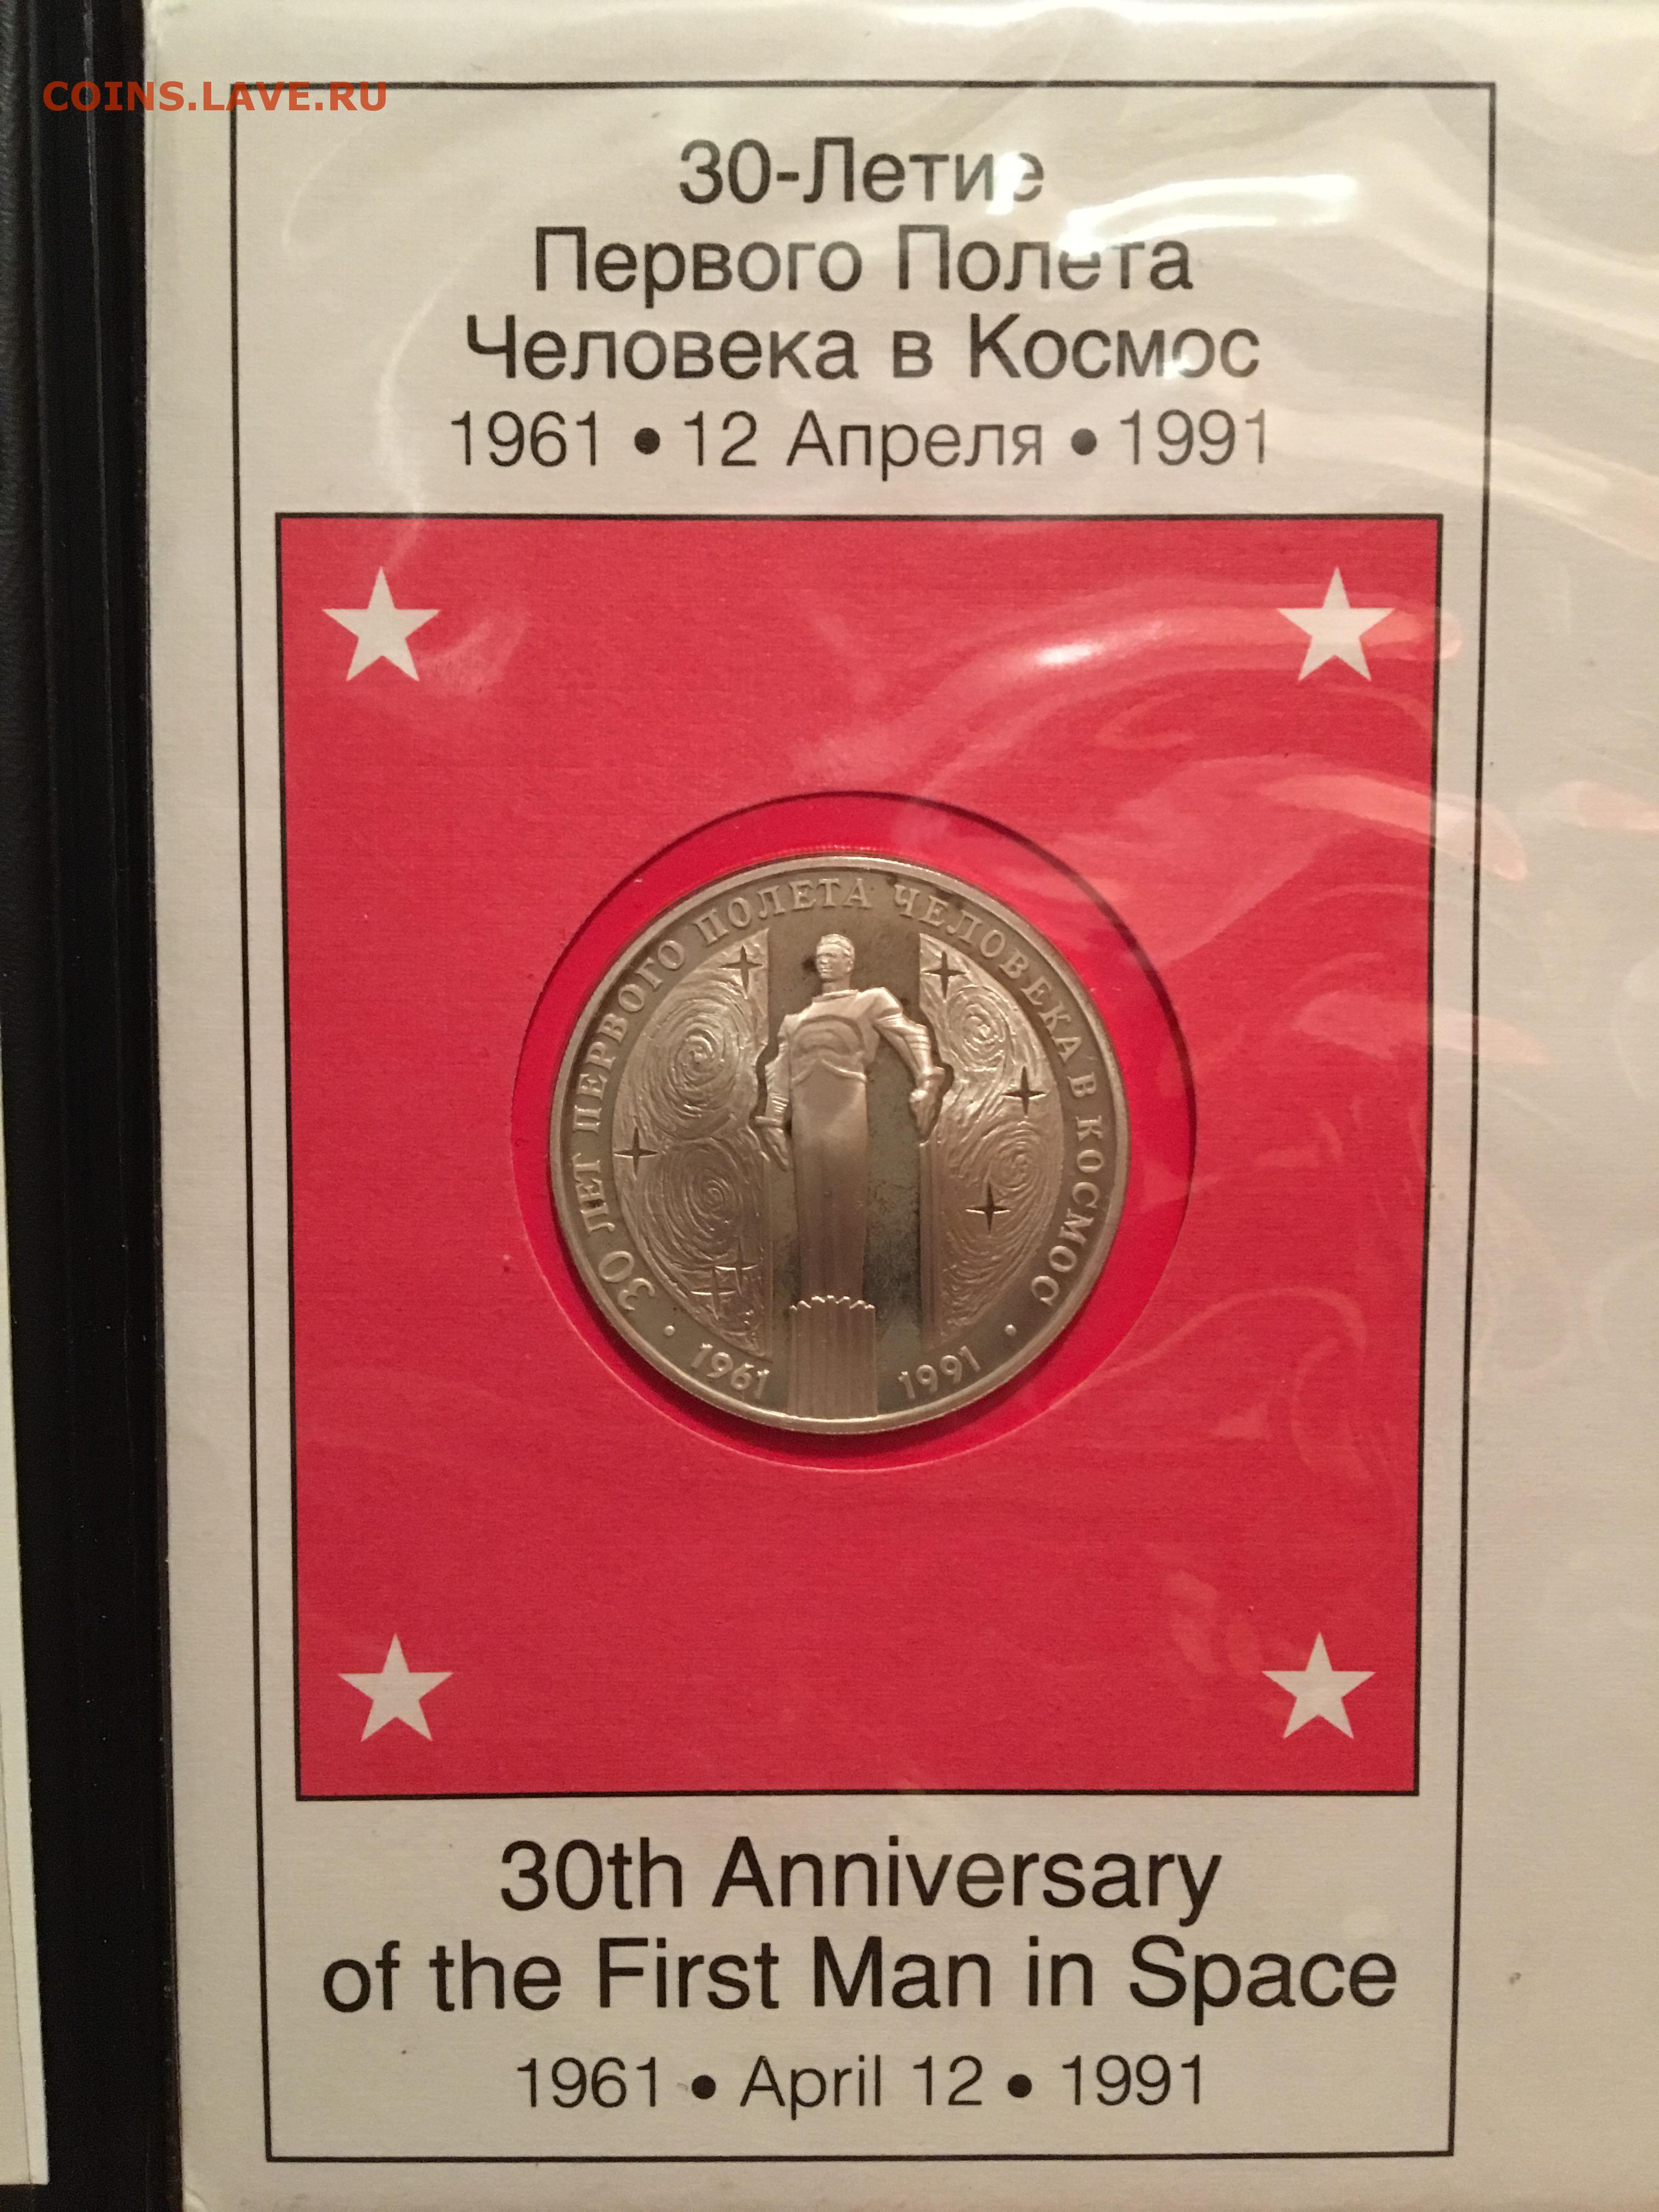 COINS.LAVE.RU
30-Летие
Первого Полета
Человека в Космос
1961 • 12 Апреля • 1991
30 ЛЕТ ПЕРВОГО ПОЛЕТА ЧЕЛОВЕКА В КОСМОС
• 1961 1991 •
30th Anniversary
of the First Man in Space
1961 • April 12 • 1991